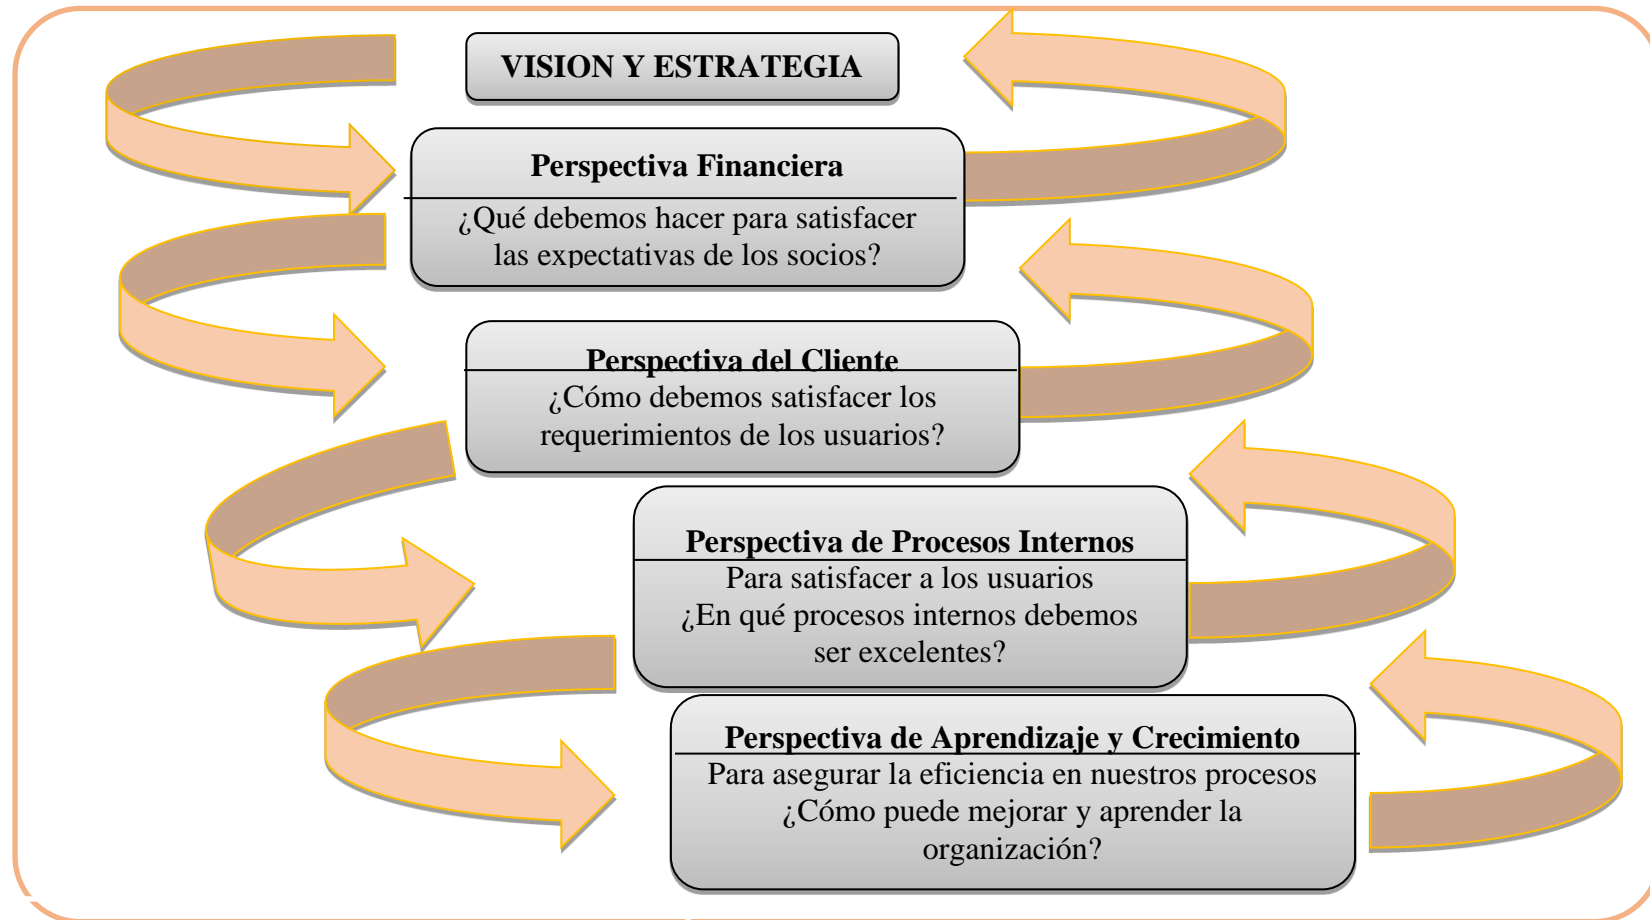 VISION Y ESTRATEGIA
Perspectiva Financiera
¿Qué debemos hacer para satisfacer
las expectativas de los socios?
Perspectiva del Cliente
¿Cómo debemos satisfacer los
requerimientos de los usuarios?
Perspectiva de Procesos Internos
Para satisfacer a los usuarios
¿En qué procesos internos debemos
ser excelentes?
Perspectiva de Aprendizaje y Crecimiento
Para asegurar la eficiencia en nuestros procesos
¿Cómo puede mejorar y aprender la
organización?